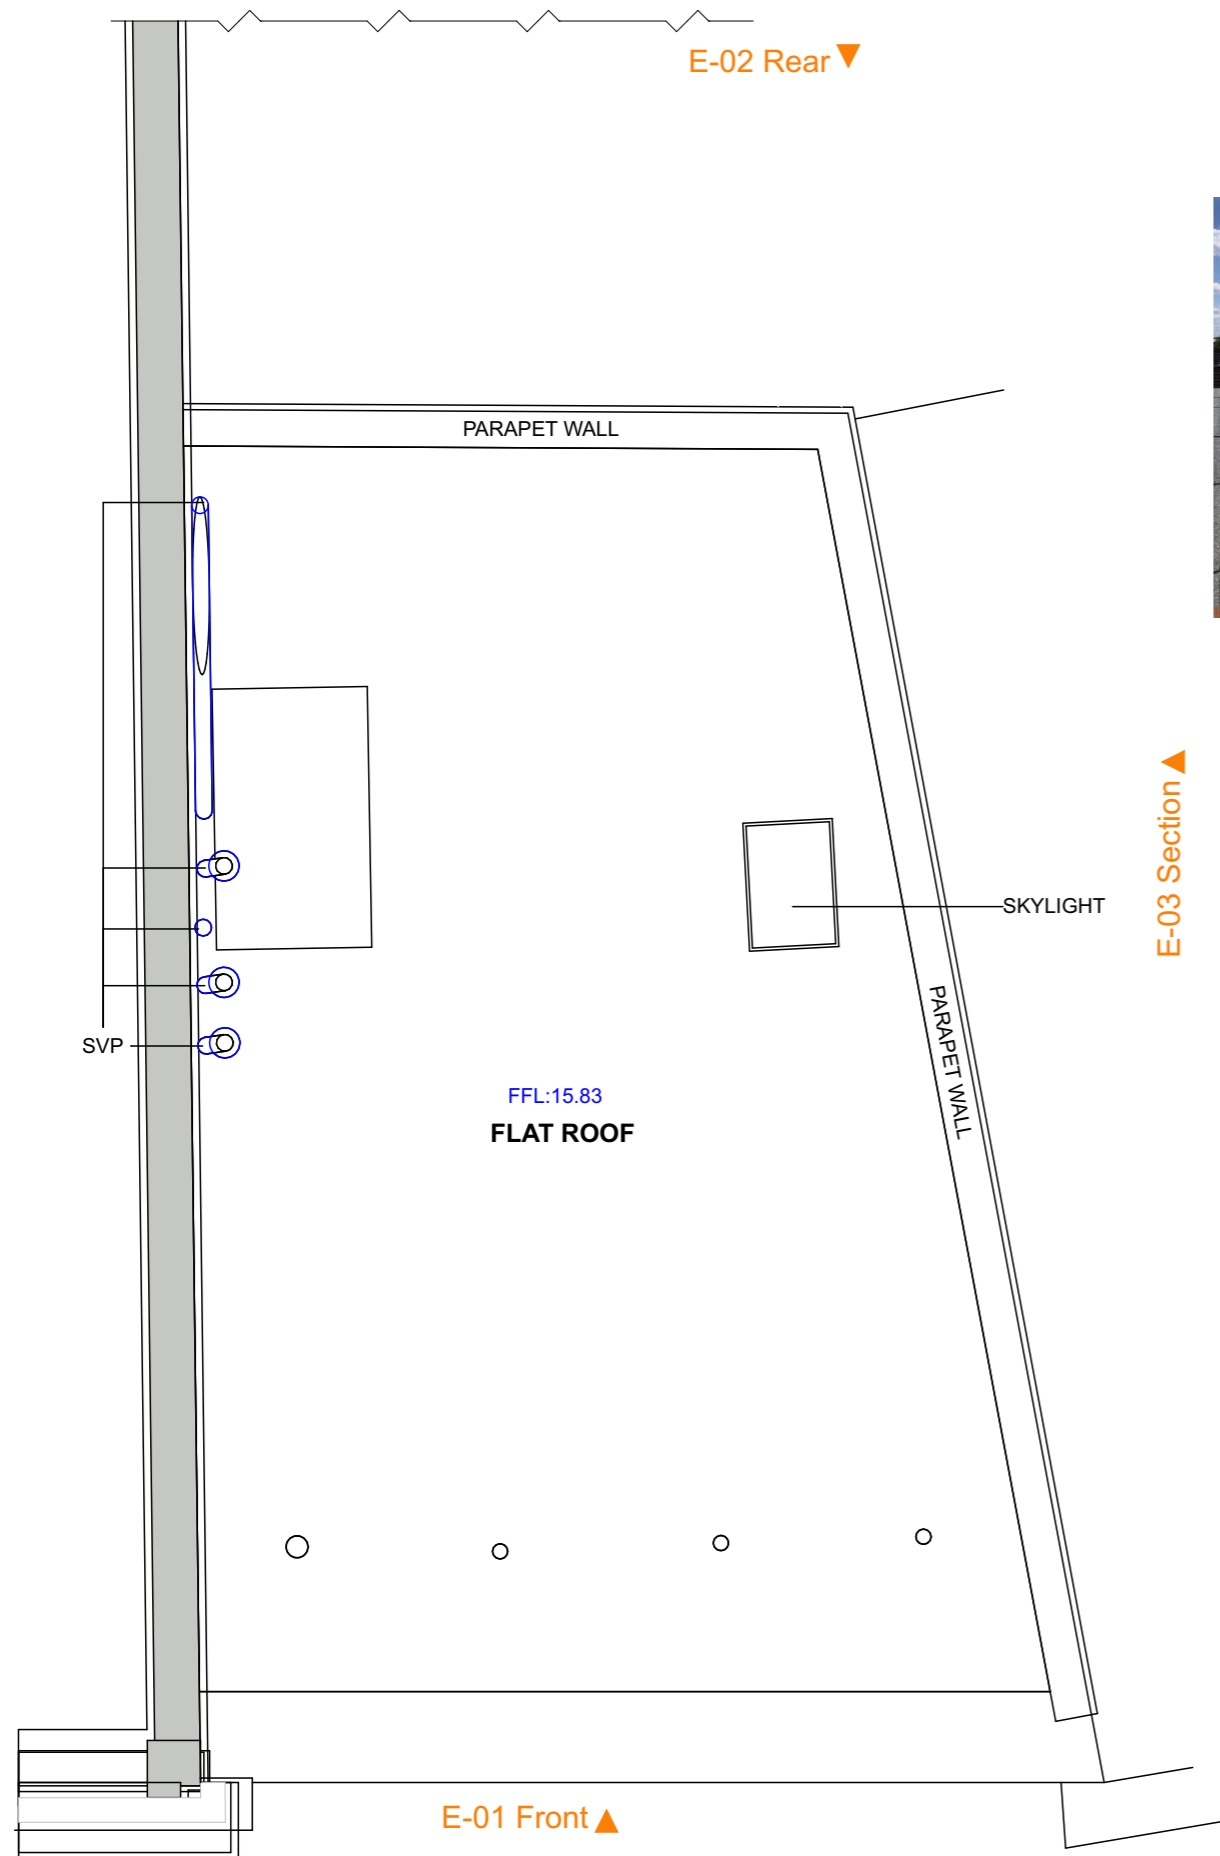 E-02 Rear
PARAPET WALL
E-03 Section
SKYLIGHT
PARAPET WALL
SVP
FFL:15.83
FLAT ROOF
E-01 Front